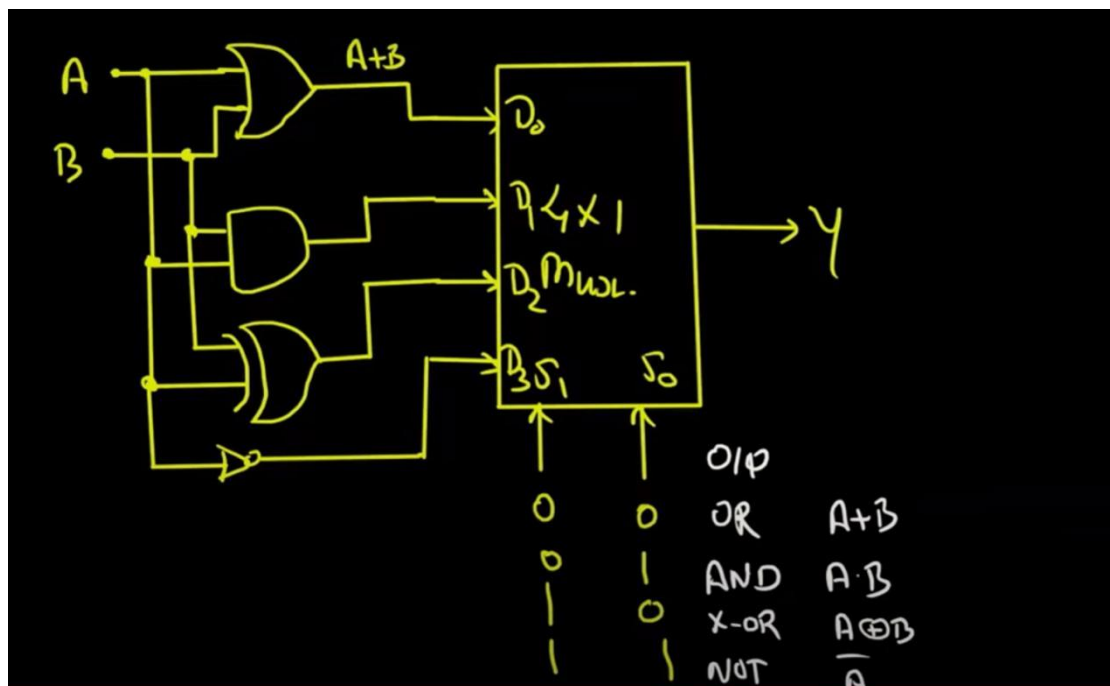 A
A+B
B
D₀
D₁ 4x1
D₂ Mux.
D₃ S₁ S₀
Y
O/P
0 0 OR A+B
0 1 AND A·B
1 0 X-OR A⊕B
1 1 NOT A̅